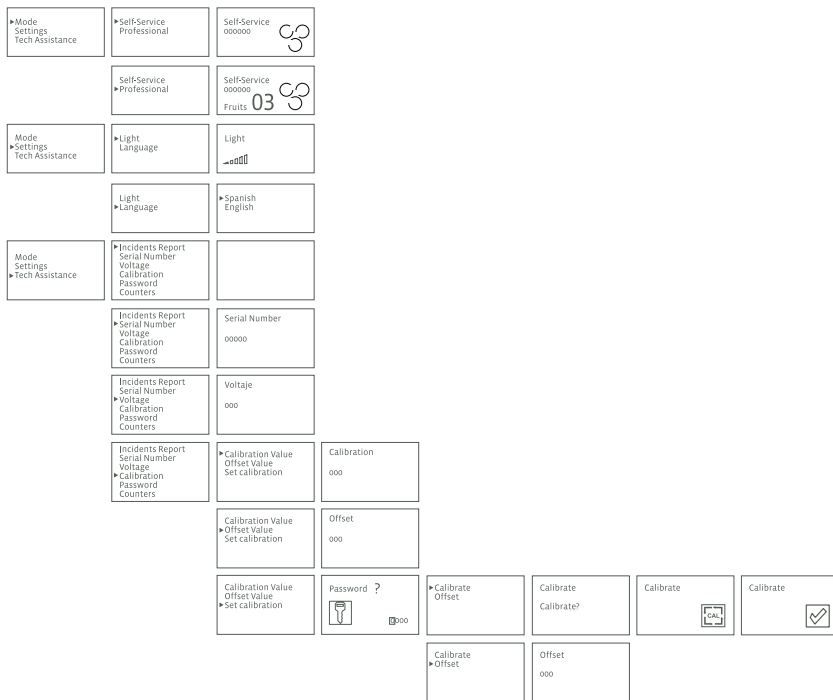 ▸Mode
Settings
Tech Assistance
▸Self-Service
Professional
Self-Service
000000
Self-Service
▸Professional
Self-Service
000000
Fruits 03
Mode
▸Settings
Tech Assistance
▸Light
Language
Light
Light
▸Language
▸Spanish
English
Mode
Settings
▸Tech Assistance
▸Incidents Report
Serial Number
Voltage
Calibration
Password
Counters
Incidents Report
▸Serial Number
Voltage
Calibration
Password
Counters
Serial Number
00000
Incidents Report
Serial Number
▸Voltage
Calibration
Password
Counters
Voltaje
000
Incidents Report
Serial Number
Voltage
▸Calibration
Password
Counters
▸Calibration Value
Offset Value
Set calibration
Calibration
000
Calibration Value
▸Offset Value
Set calibration
Offset
000
Calibration Value
Offset Value
▸Set calibration
Password ?
0000
▸Calibrate
Offset
Calibrate
Calibrate?
Calibrate
CAL
Calibrate
Calibrate
▸Offset
Offset
000